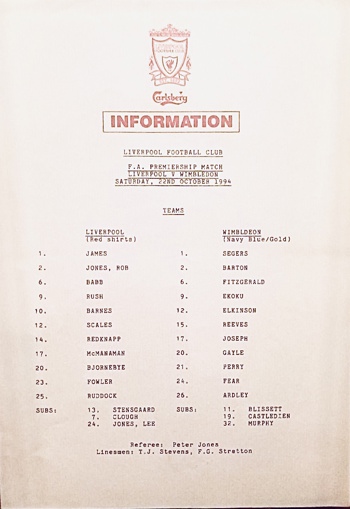 Carlsberg
INFORMATION
LIVERPOOL FOOTBALL CLUB
F.A. PREMIERSHIP MATCH
LIVERPOOL V WIMBLEDON
SATURDAY, 22ND OCTOBER 1994
TEAMS
LIVERPOOL WIMBLDEON
(Red shirts) (Navy Blue/Gold)
1. JAMES 1. SEGERS
2. JONES, ROB 2. BARTON
6. BABB 6. FITZGERALD
9. RUSH 9. EKOKU
10. BARNES 12. ELKINSON
12. SCALES 15. REEVES
14. REDKNAPP 17. JOSEPH
17. McMANAMAN 20. GAYLE
20. BJORNEBYE 21. PERRY
23. FOWLER 24. FEAR
25. RUDDOCK 26. ARDLEY
SUBS: 13. STENSGAARD SUBS: 11. BLISSETT
7. CLOUGH 19. CASTLEDIEN
24. JONES, LEE 32. MURPHY
Referee: Peter Jones
Linesmen: T.J. Stevens, F.G. Stretton